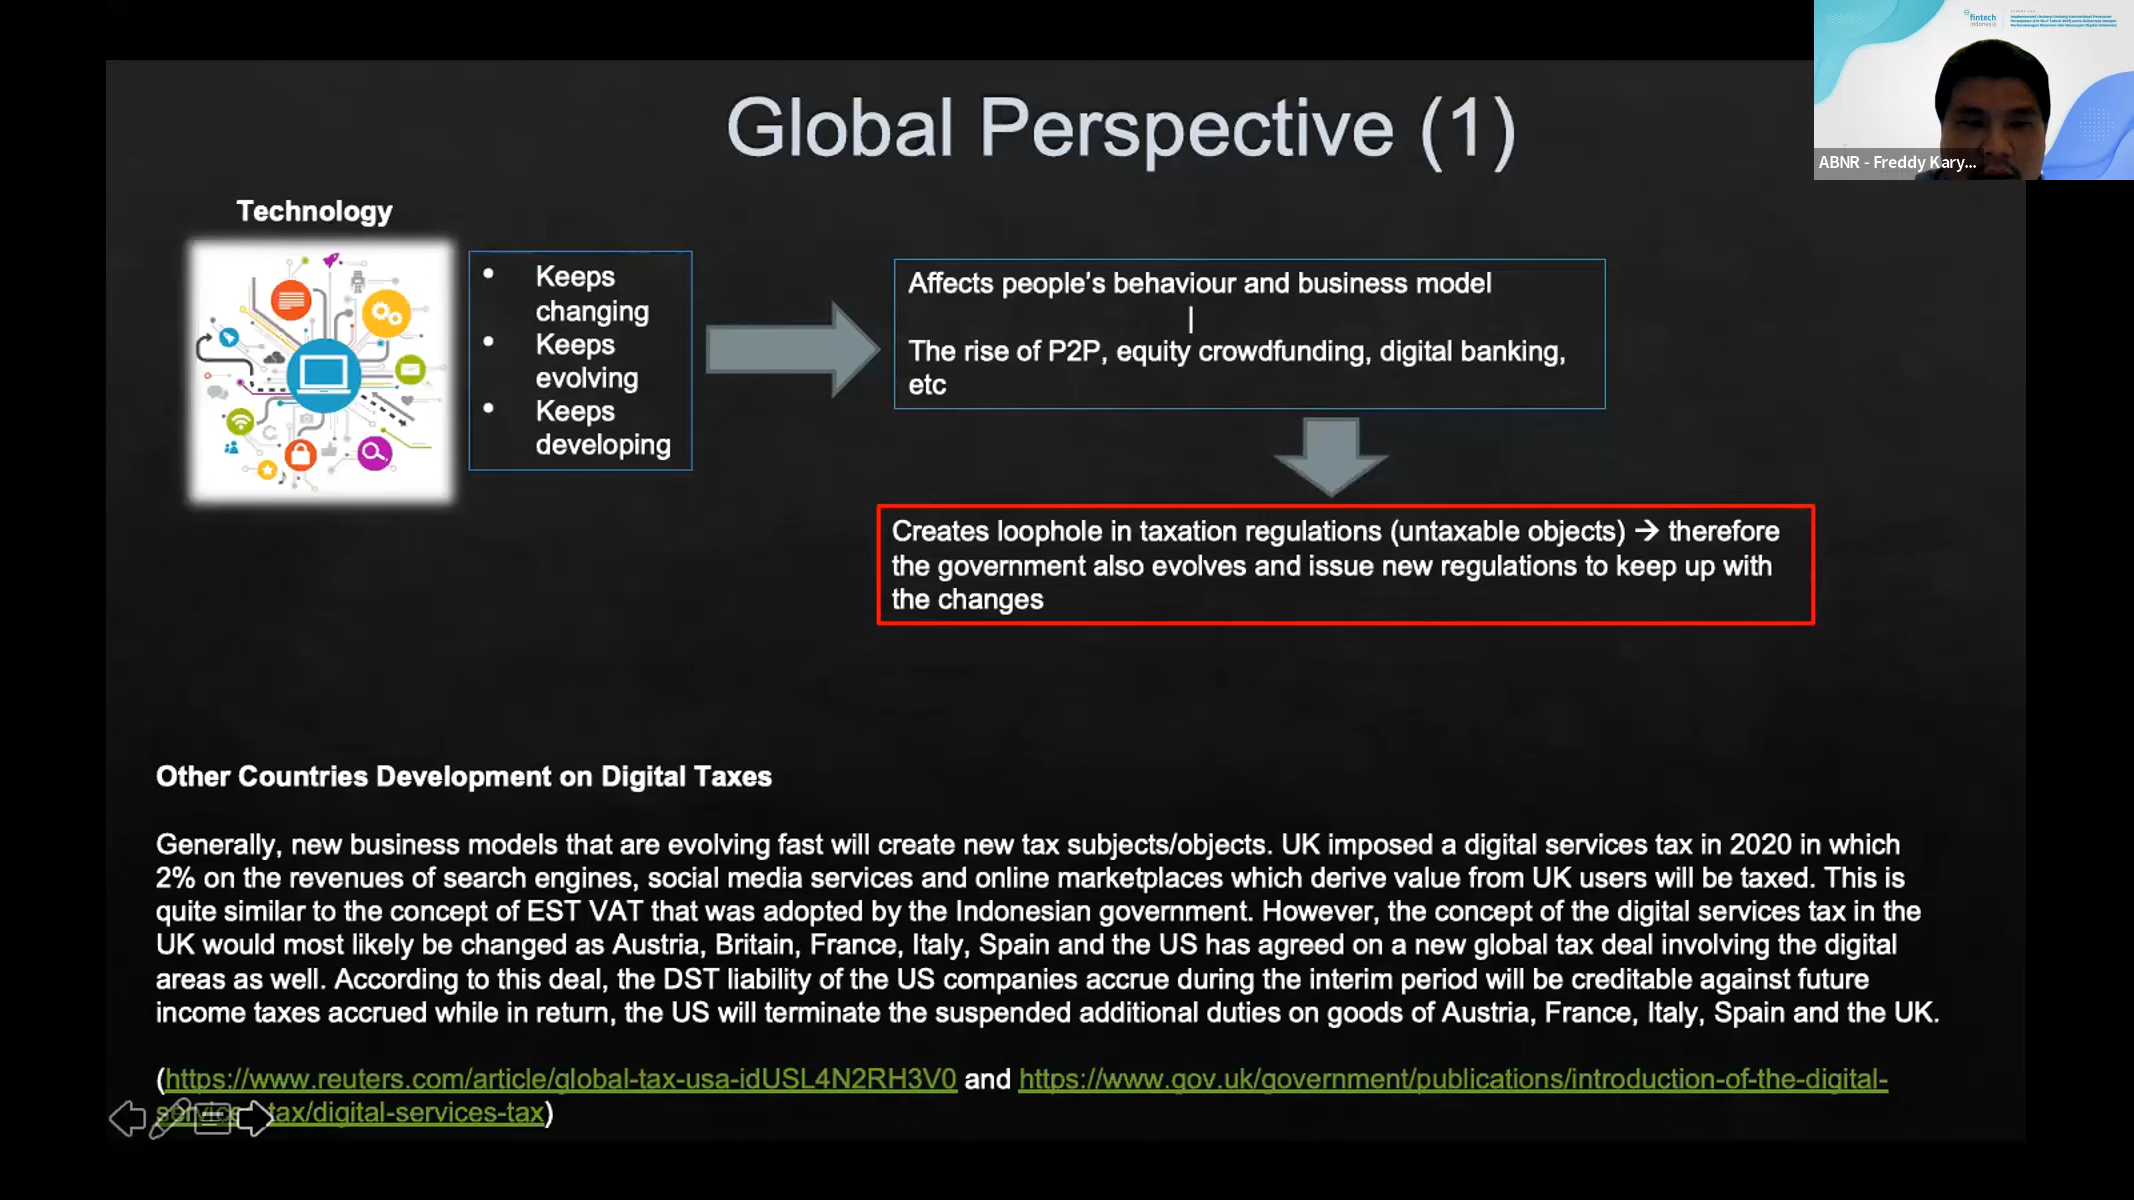 fintech
indonesia
Global Perspective (1)
ABNR - Freddy Kary...
Technology
• Keeps
changing
• Keeps
evolving
• Keeps
developing
Affects people's behaviour and business model
|
The rise of P2P, equity crowdfunding, digital banking,
etc
Creates loophole in taxation regulations (untaxable objects) → therefore
the government also evolves and issue new regulations to keep up with
the changes
Other Countries Development on Digital Taxes
Generally, new business models that are evolving fast will create new tax subjects/objects. UK imposed a digital services tax in 2020 in which
2% on the revenues of search engines, social media services and online marketplaces which derive value from UK users will be taxed. This is
quite similar to the concept of EST VAT that was adopted by the Indonesian government. However, the concept of the digital services tax in the
UK would most likely be changed as Austria, Britain, France, Italy, Spain and the US has agreed on a new global tax deal involving the digital
areas as well. According to this deal, the DST liability of the US companies accrue during the interim period will be creditable against future
income taxes accrued while in return, the US will terminate the suspended additional duties on goods of Austria, France, Italy, Spain and the UK.
(https://www.reuters.com/article/global-tax-usa-idUSL4N2RH3V0 and https://www.gov.uk/government/publications/introduction-of-the-digital-
services-tax/digital-services-tax)